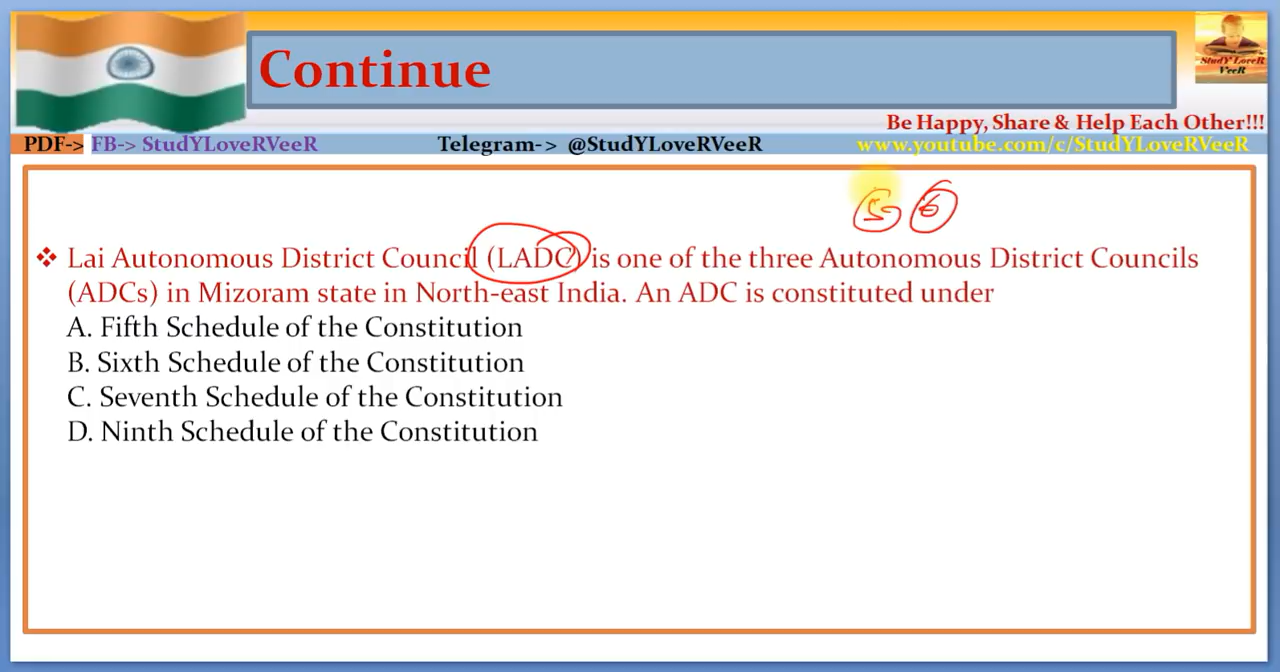 Continue
StudY LoveR
VeeR
Be Happy, Share & Help Each Other!!!
PDF-> FB-> StudYLoveRVeeR Telegram-> @StudYLoveRVeeR www.youtube.com/c/StudYLoveRVeeR
5 6
❖ Lai Autonomous District Council (LADC) is one of the three Autonomous District Councils
(ADCs) in Mizoram state in North-east India. An ADC is constituted under
A. Fifth Schedule of the Constitution
B. Sixth Schedule of the Constitution
C. Seventh Schedule of the Constitution
D. Ninth Schedule of the Constitution